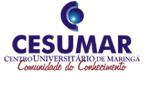 CESUMAR
CENTRO UNIVERSITÁRIO DE MARINGÁ
Comunidade do Conhecimento